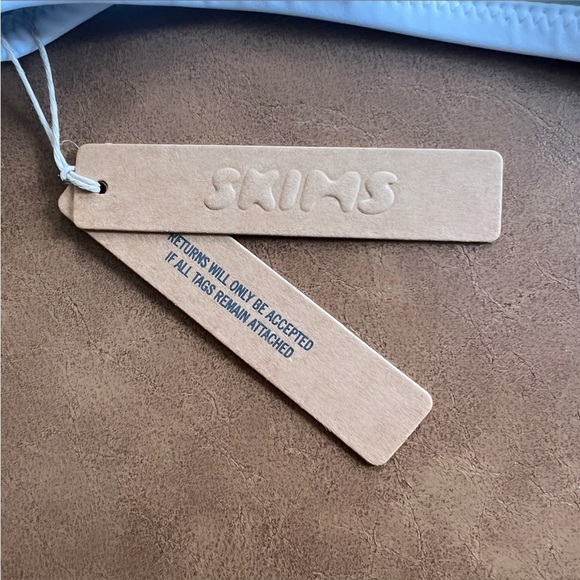 SKIMS
RETURNS WILL ONLY BE ACCEPTED
IF ALL TAGS REMAIN ATTACHED